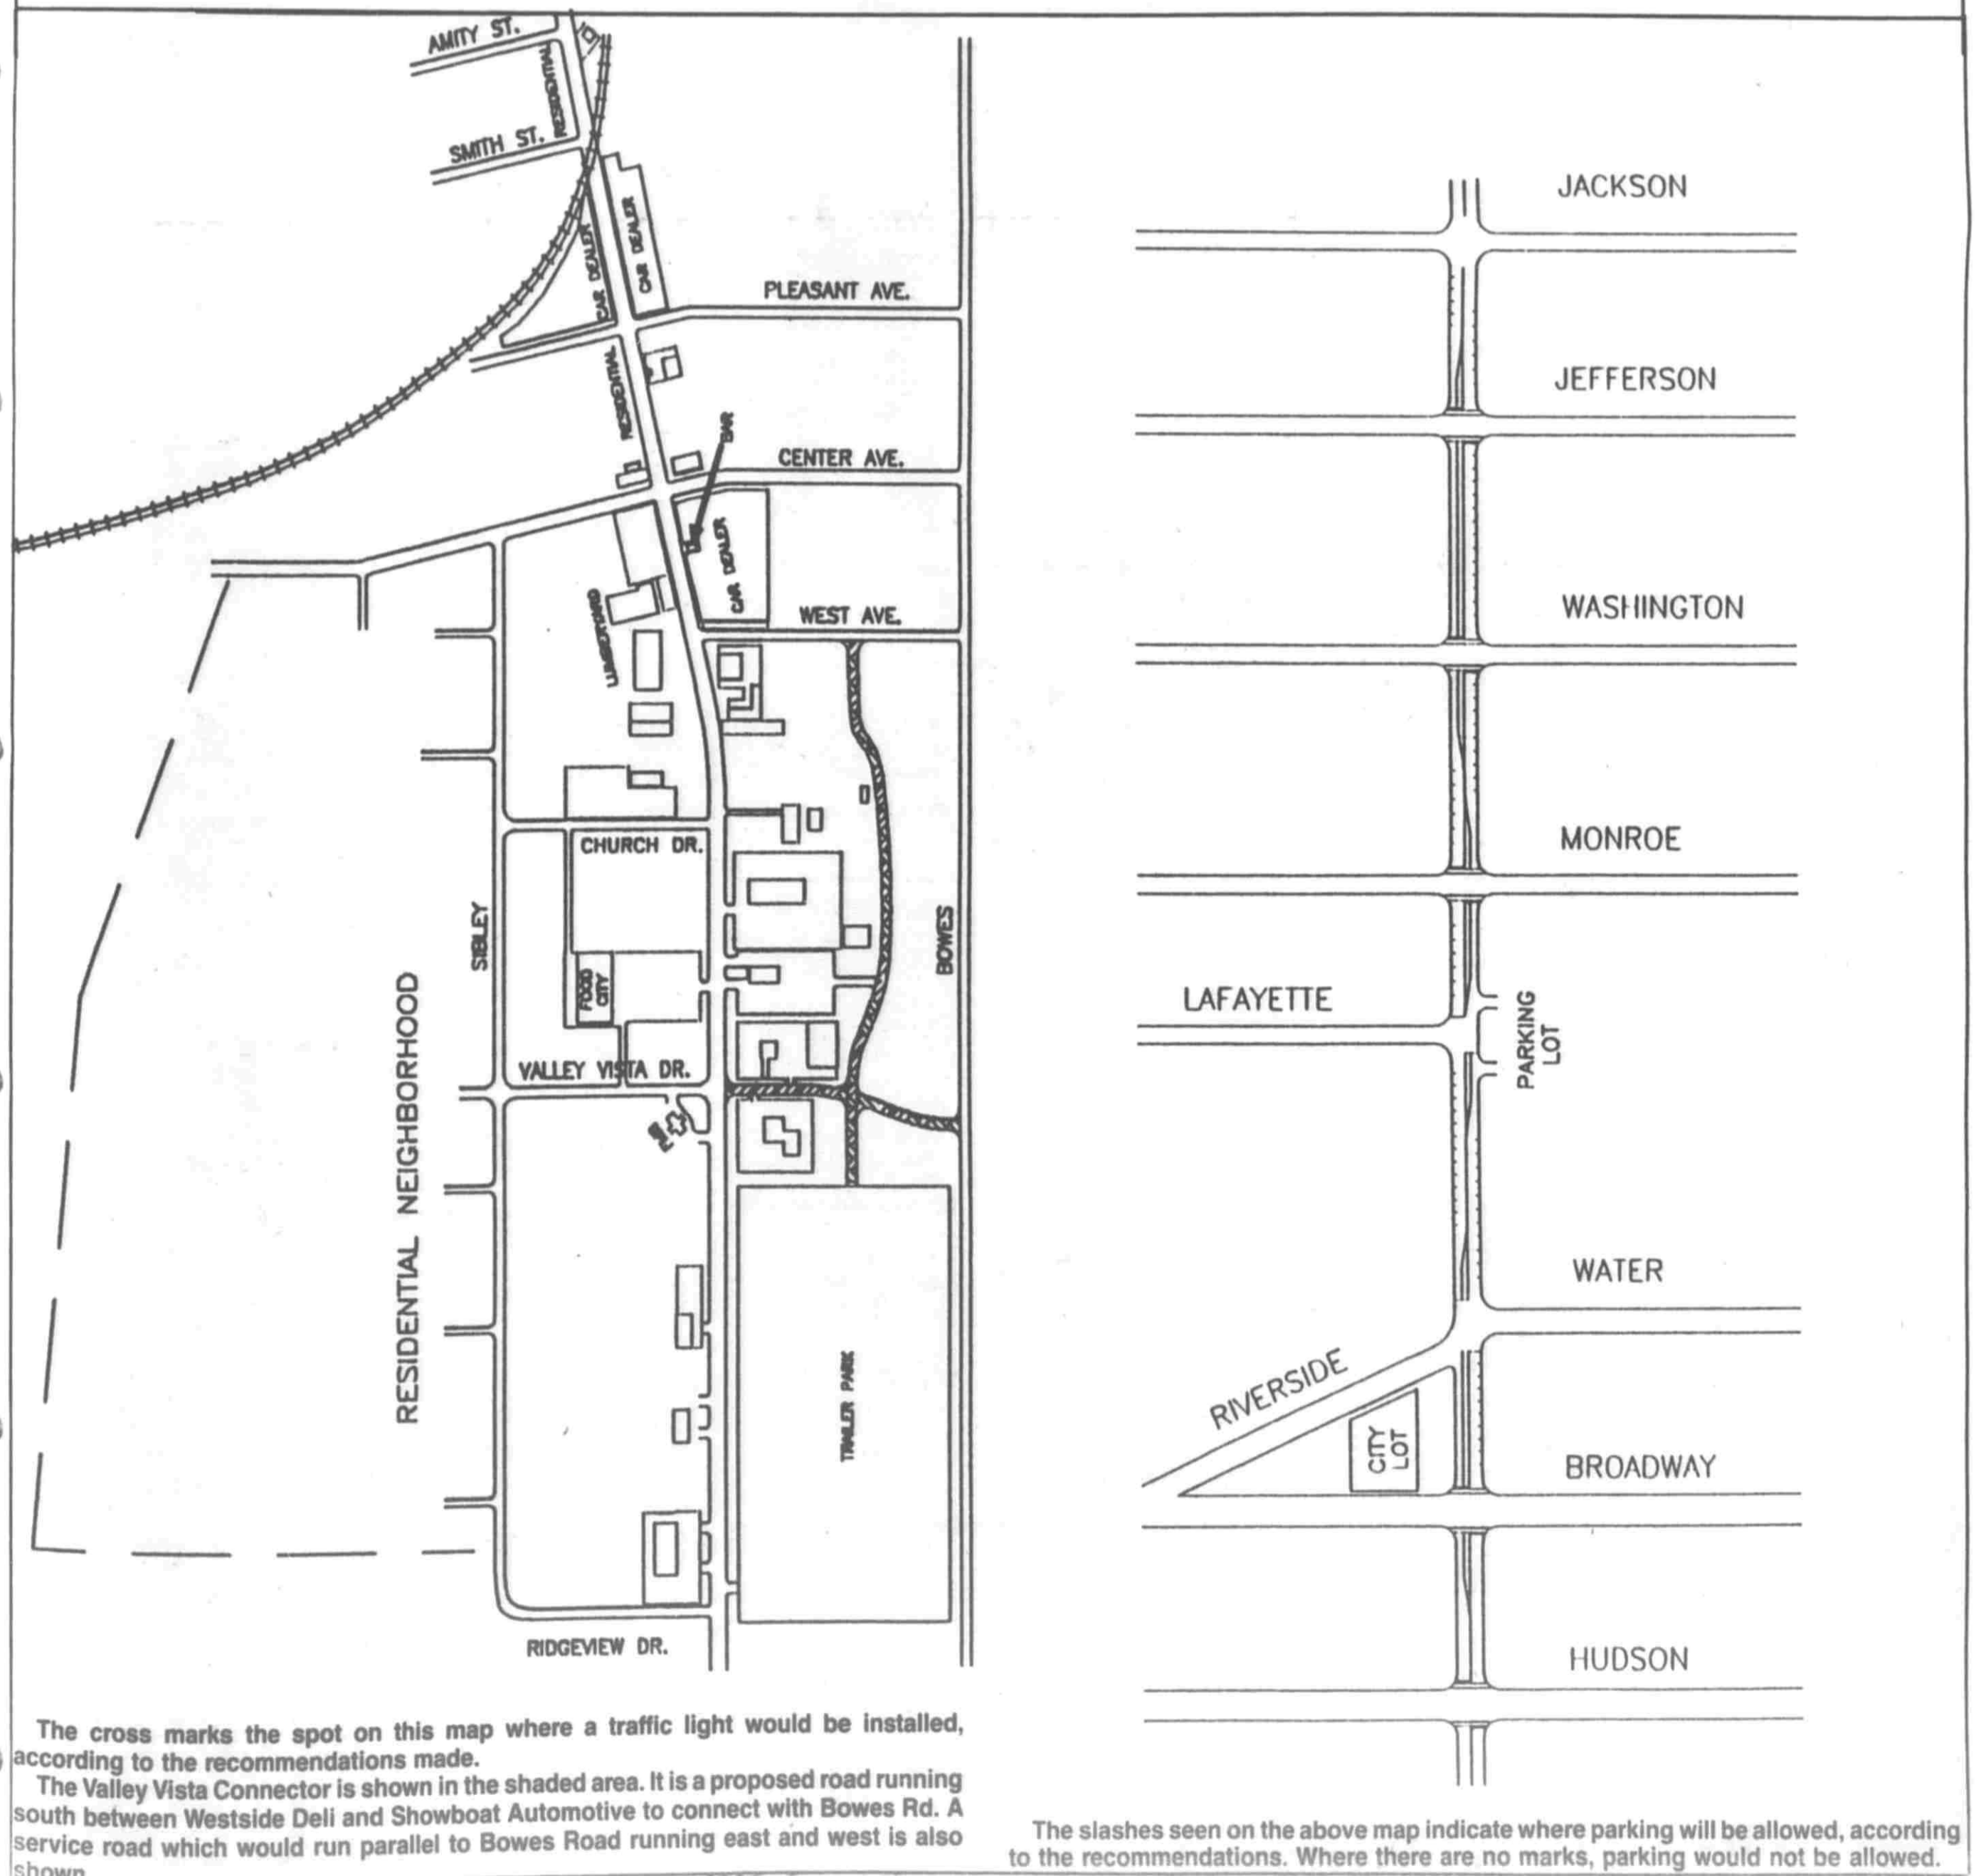 AMITY ST.
RESIDENTIAL
SMITH ST.
CAR DEALER
CAR DEALER
PLEASANT AVE.
RESIDENTIAL
BAR
CENTER AVE.
CAR DEALER
LUMBERYARD
WEST AVE.
CHURCH DR.
SIBLEY
BOWES
FOOD
CITY
RESIDENTIAL NEIGHBORHOOD
VALLEY VISTA DR.
TRAILER PARK
RIDGEVIEW DR.
The cross marks the spot on this map where a traffic light would be installed,
according to the recommendations made.
The Valley Vista Connector is shown in the shaded area. It is a proposed road running
south between Westside Deli and Showboat Automotive to connect with Bowes Rd. A
service road which would run parallel to Bowes Road running east and west is also
shown
JACKSON
JEFFERSON
WASHINGTON
MONROE
LAFAYETTE
PARKING
LOT
WATER
RIVERSIDE
CITY
LOT
BROADWAY
HUDSON
The slashes seen on the above map indicate where parking will be allowed, according
to the recommendations. Where there are no marks, parking would not be allowed.